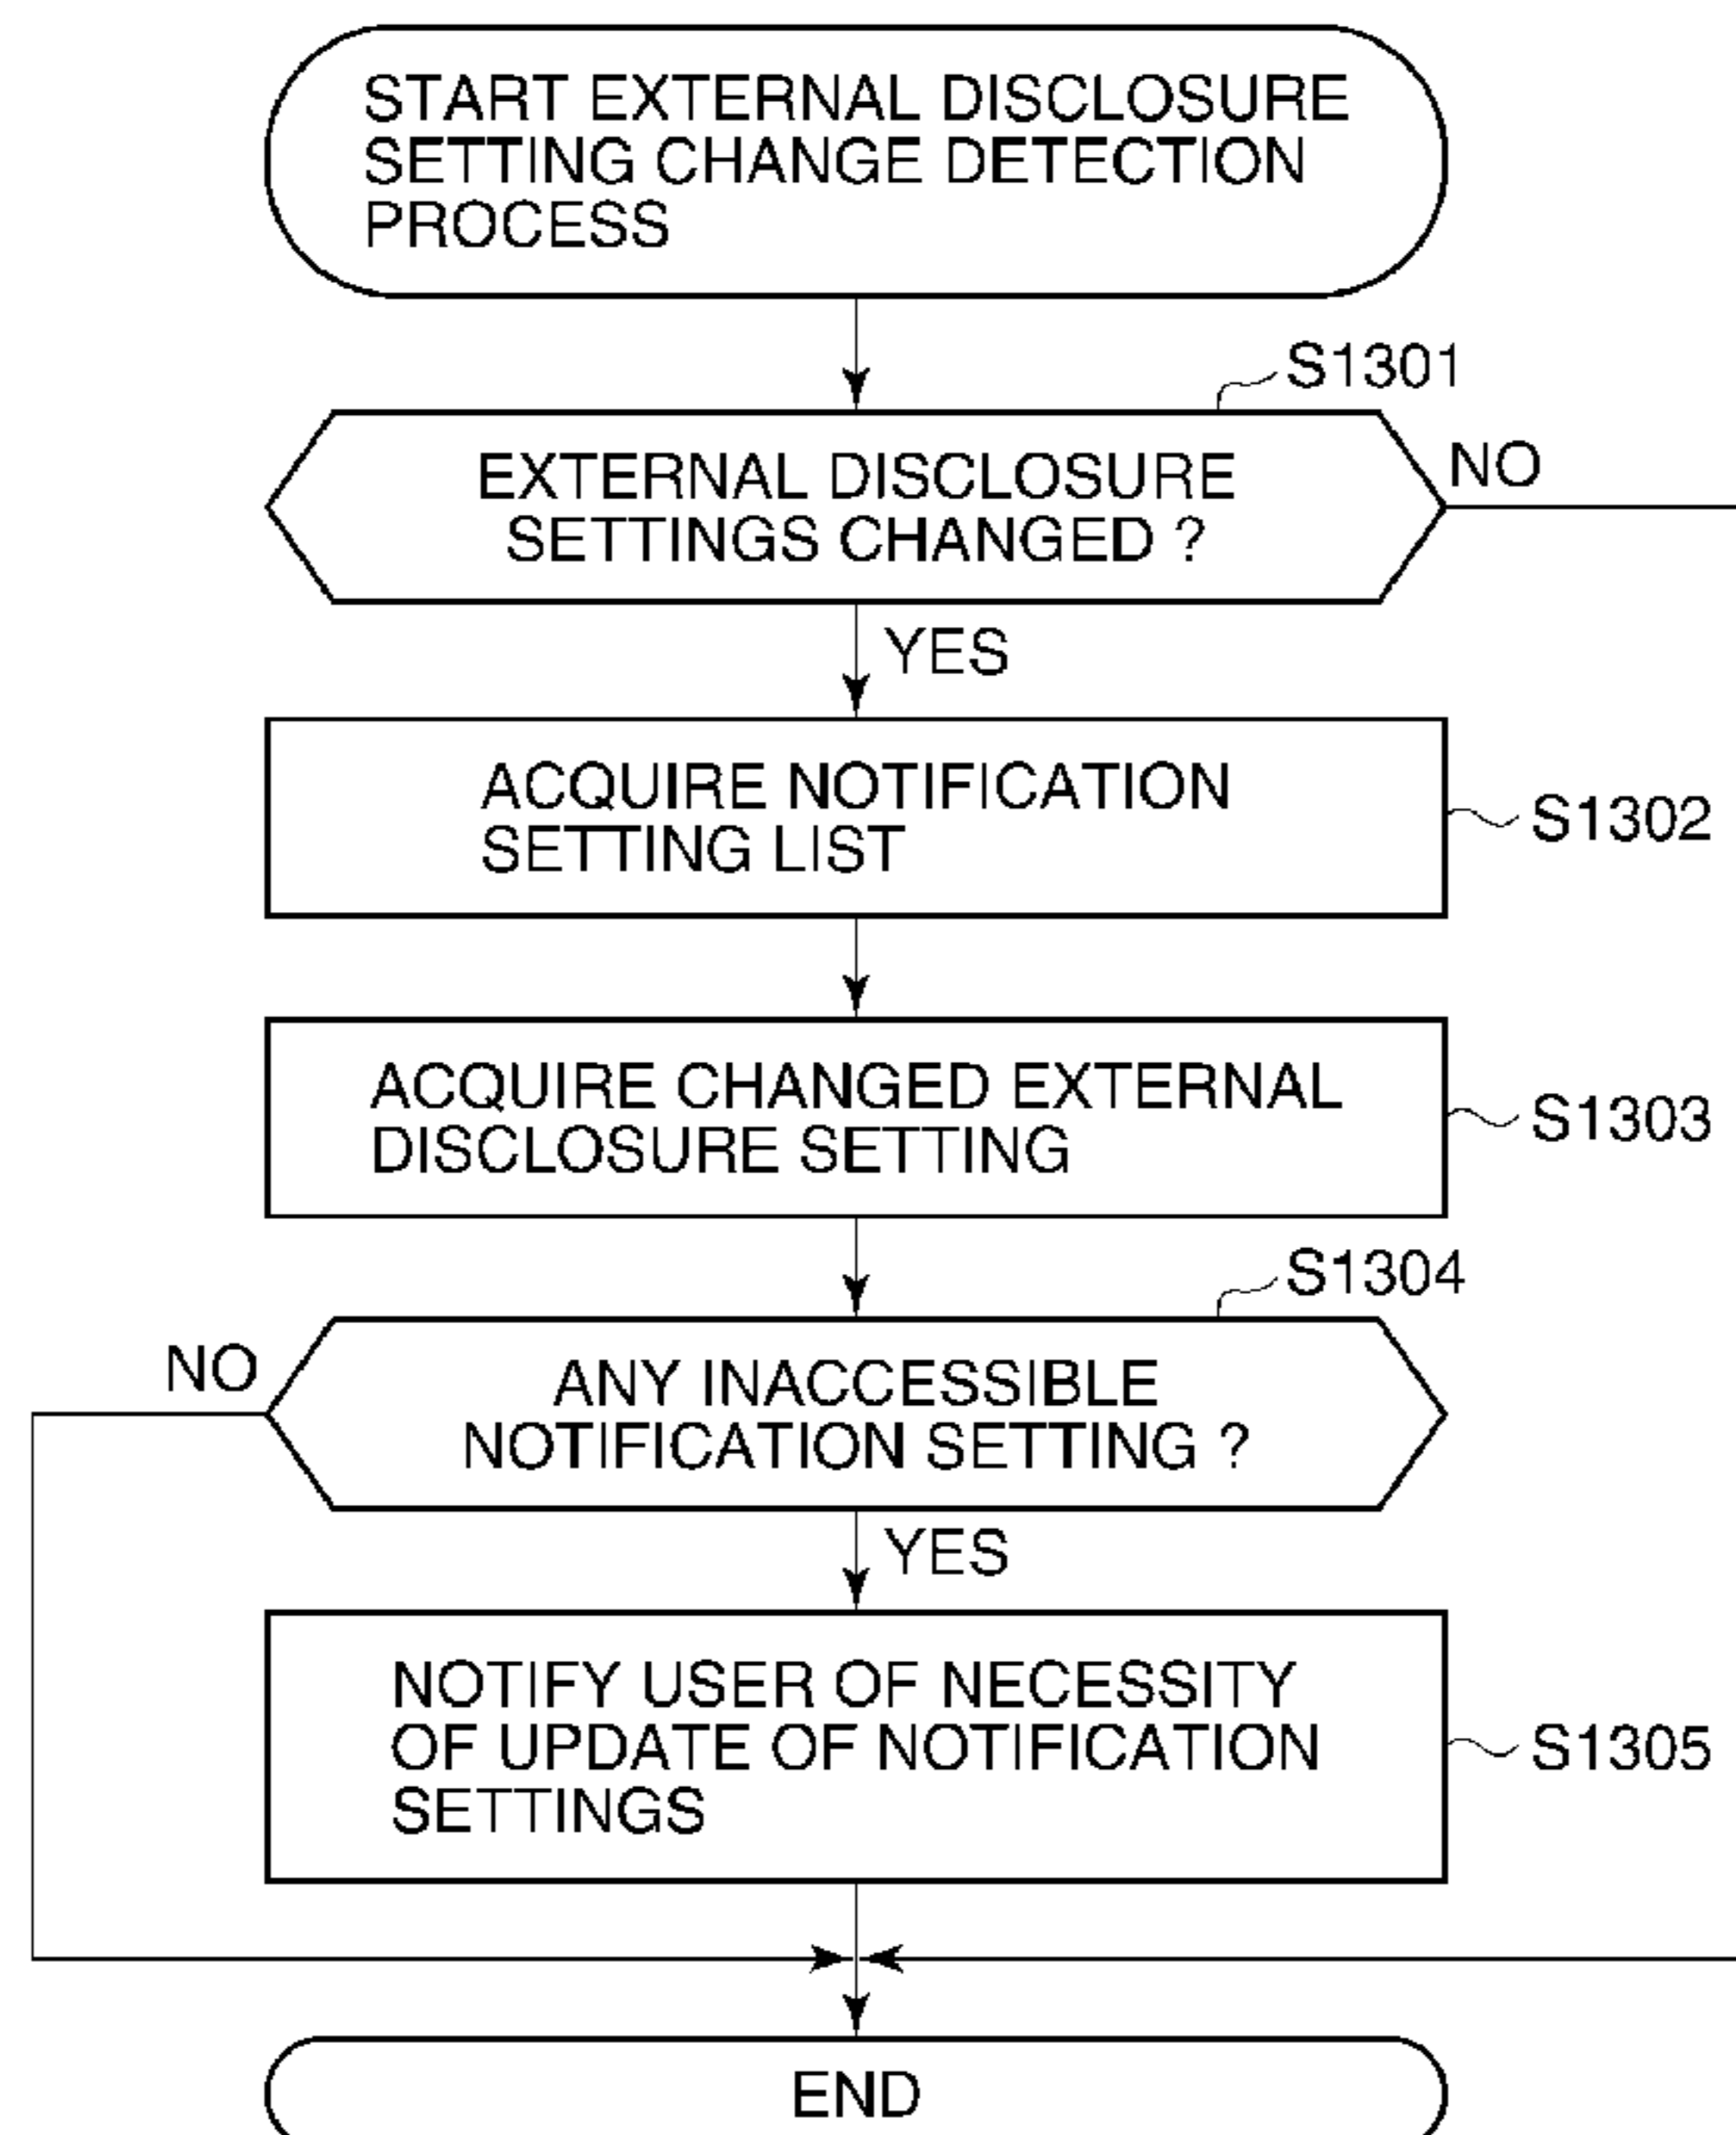 START EXTERNAL DISCLOSURE
SETTING CHANGE DETECTION
PROCESS
S1301
EXTERNAL DISCLOSURE
SETTINGS CHANGED ?
NO
YES
ACQUIRE NOTIFICATION
SETTING LIST
S1302
ACQUIRE CHANGED EXTERNAL
DISCLOSURE SETTING
S1303
S1304
NO
ANY INACCESSIBLE
NOTIFICATION SETTING ?
YES
NOTIFY USER OF NECESSITY
OF UPDATE OF NOTIFICATION
SETTINGS
S1305
END